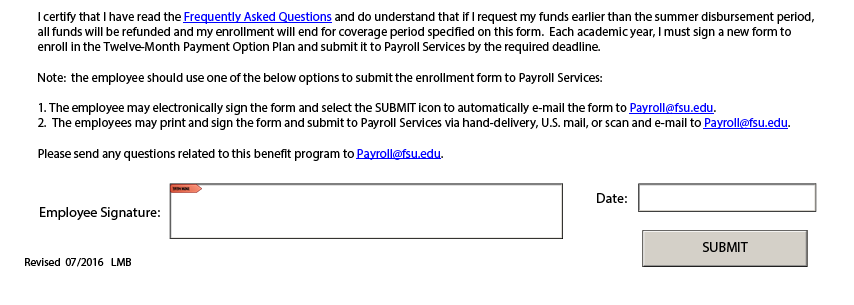 I certify that I have read the Frequently Asked Questions and do understand that if I request my funds earlier than the summer disbursement period,
all funds will be refunded and my enrollment will end for coverage period specified on this form.  Each academic year, I must sign a new form to
enroll in the Twelve-Month Payment Option Plan and submit it to Payroll Services by the required deadline.
Note:  the employee should use one of the below options to submit the enrollment form to Payroll Services:
1. The employee may electronically sign the form and select the SUBMIT icon to automatically e-mail the form to Payroll@fsu.edu.
2.  The employees may print and sign the form and submit to Payroll Services via hand-delivery, U.S. mail, or scan and e-mail to Payroll@fsu.edu.
Please send any questions related to this benefit program to Payroll@fsu.edu.
Employee Signature:
Date:
SUBMIT
Revised  07/2016   LMB